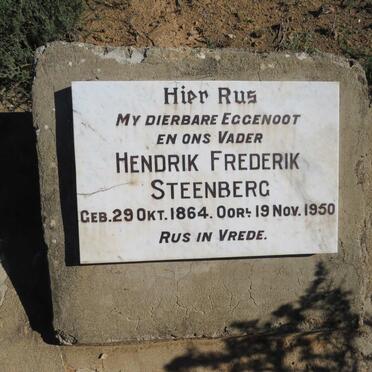 Hier Rus
My dierbare Eggenoot
en ons Vader
Hendrik Frederik
Steenberg
Geb. 29 Okt. 1864. Oorl. 19 Nov. 1950
Rus in Vrede.